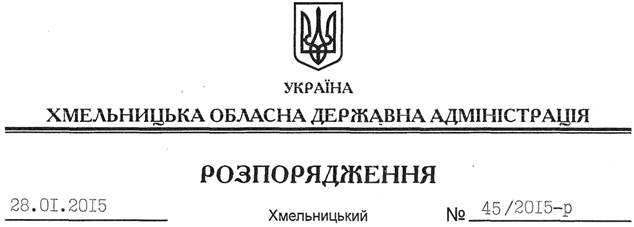 УКРАЇНА
ХМЕЛЬНИЦЬКА ОБЛАСНА ДЕРЖАВНА АДМІНІСТРАЦІЯ
РОЗПОРЯДЖЕННЯ
28.01.2015 Хмельницький № 45/2015-р